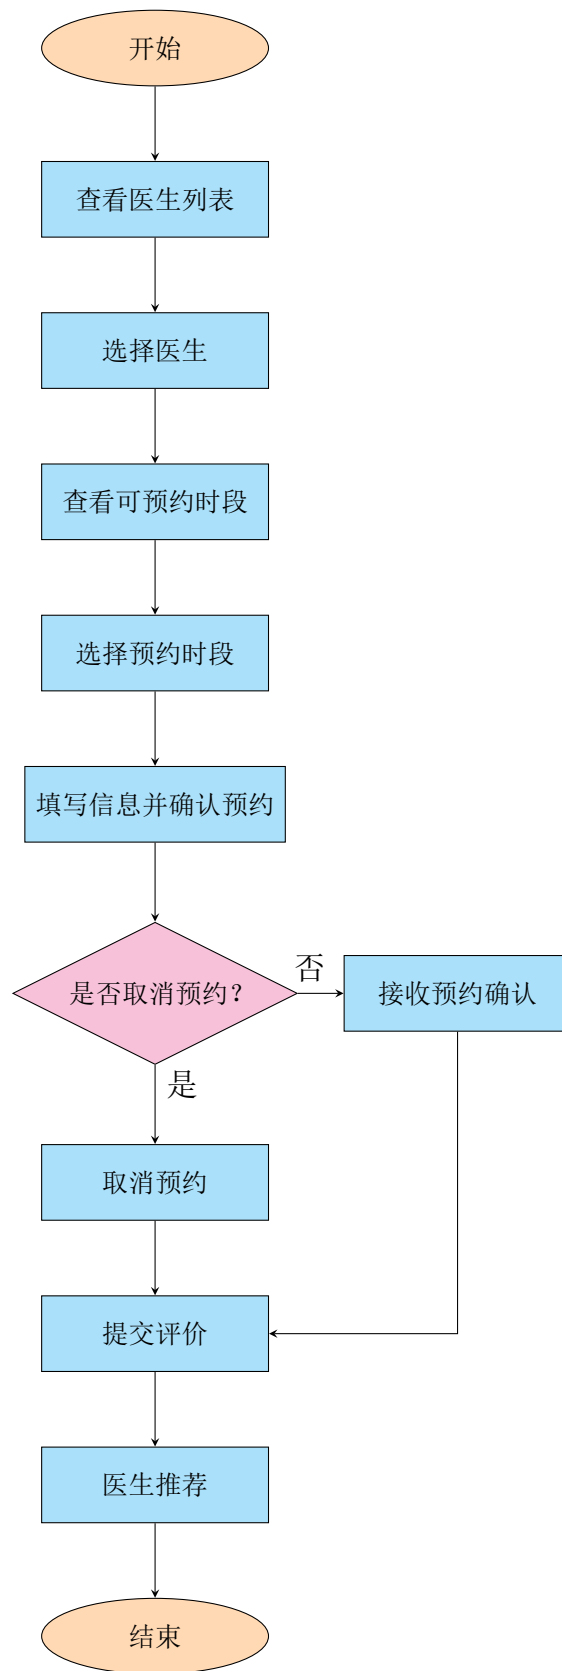 开始
查看医生列表
选择医生
查看可预约时段
选择预约时段
填写信息并确认预约
是否取消预约？
否
接收预约确认
是
取消预约
提交评价
医生推荐
结束